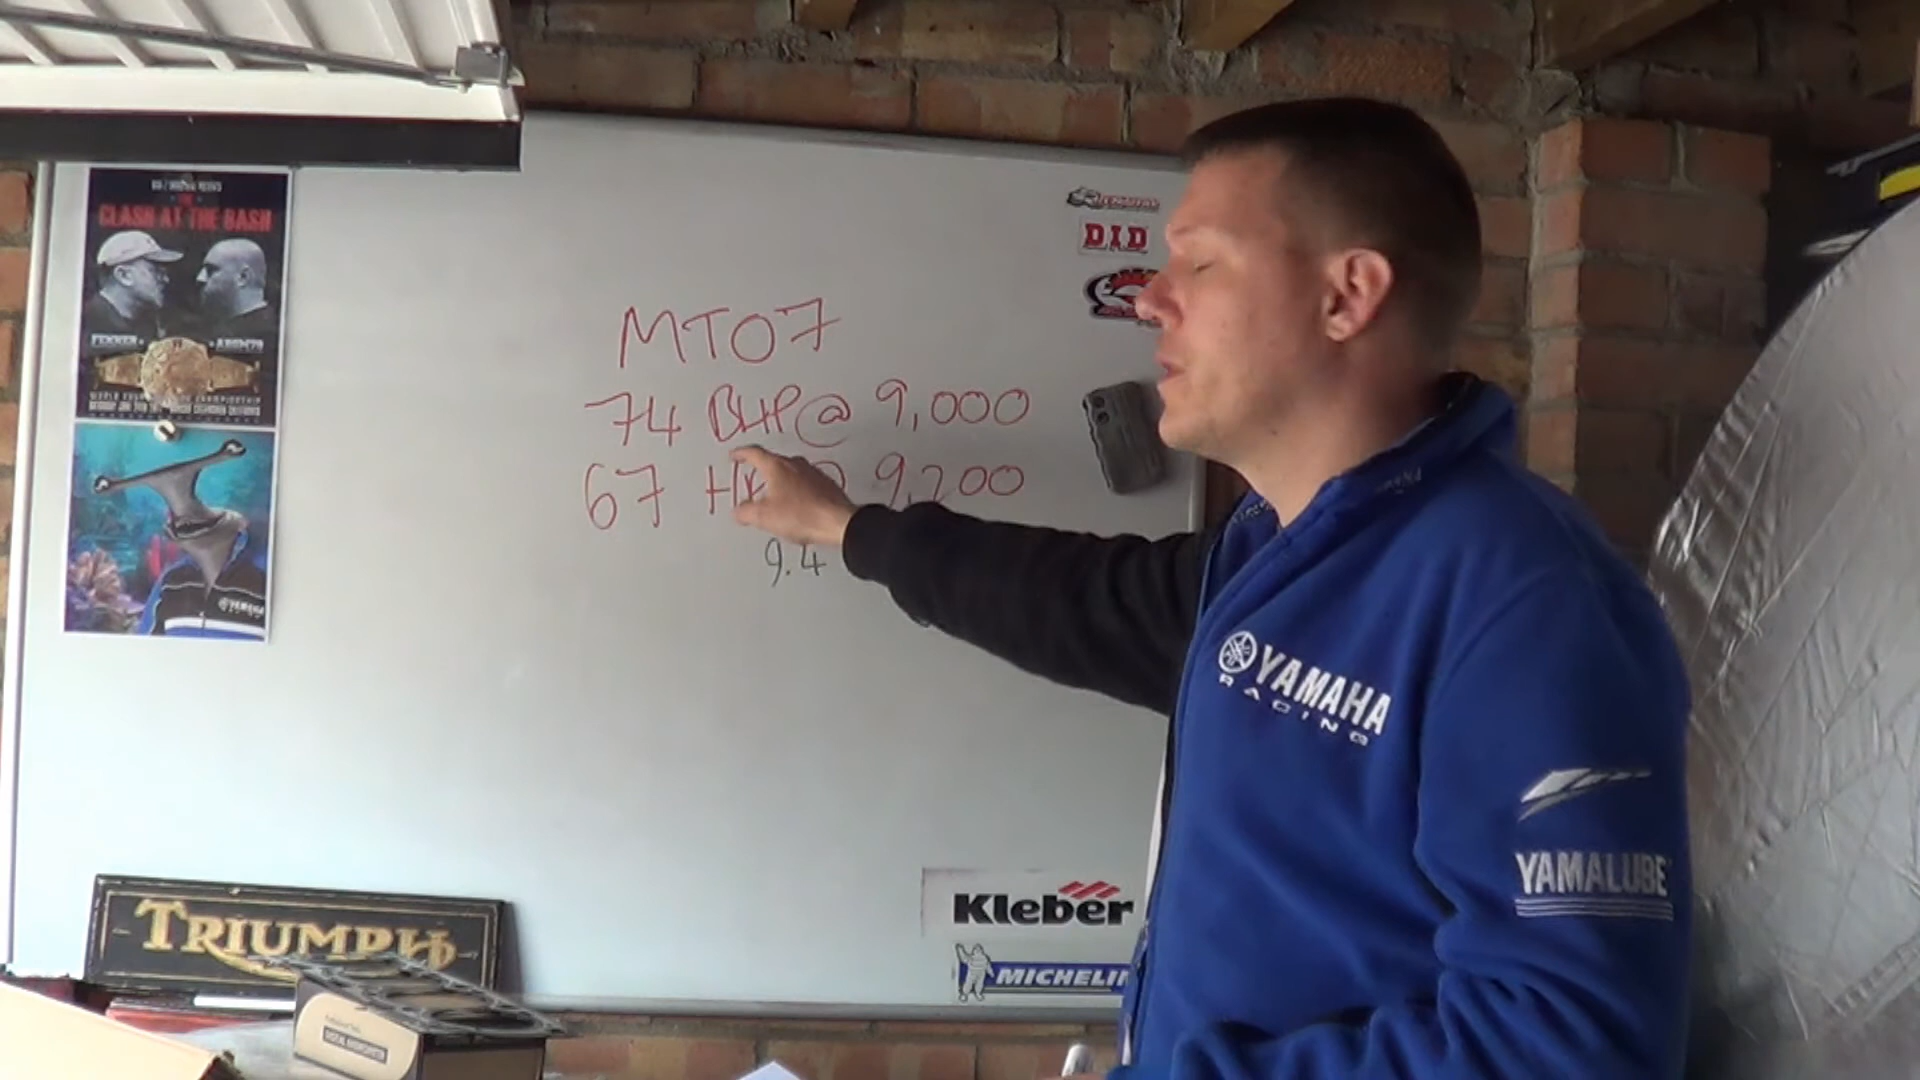 CLASH AT THE BASH
MT07
74 BHP @ 9,000
67 9,200
9.4
DID
YAMAHA
RACING
YAMALUBE
TRIUMPH
Kleber
MICHELIN